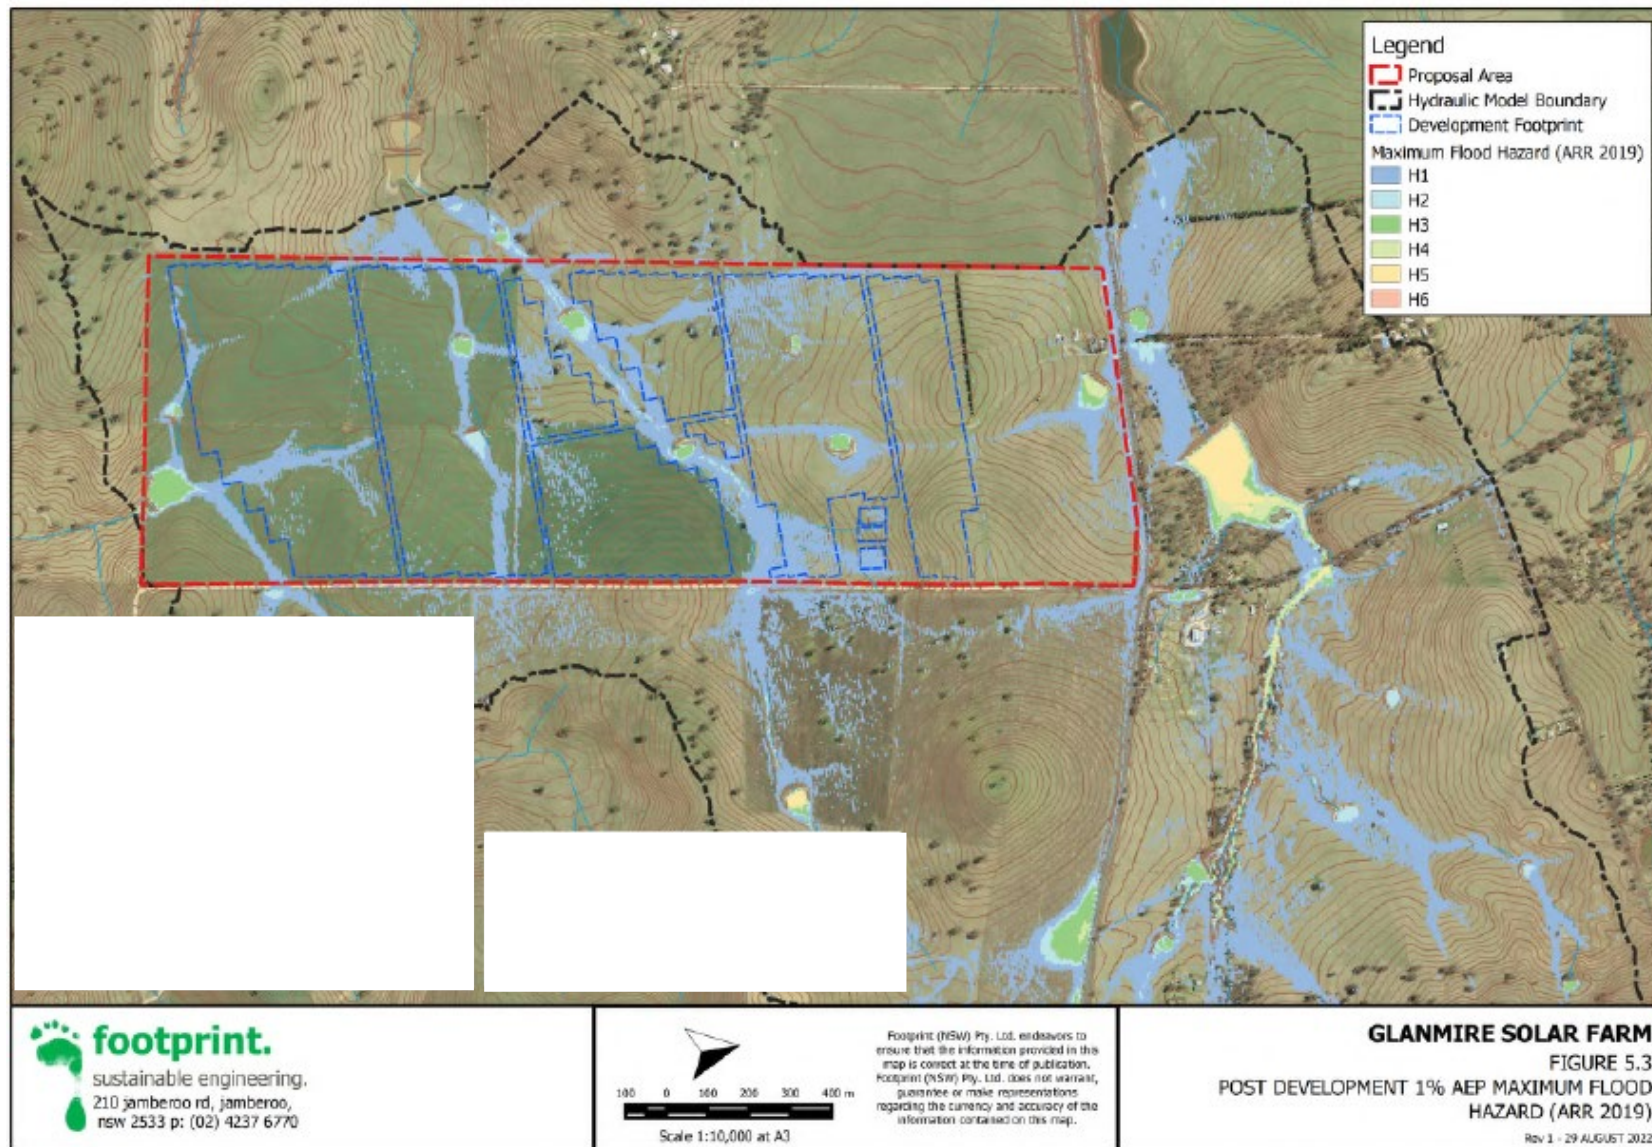 Legend
Proposal Area
Hydraulic Model Boundary
Development Footprint
Maximum Flood Hazard (ARR 2019)
H1
H2
H3
H4
H5
H6
footprint.
sustainable engineering.
210 jamberoo rd, jamberoo,
nsw 2533 p: (02) 4237 6770
100 0 100 200 300 400 m
Scale 1:10,000 at A3
Footprint (NSW) Pty. Ltd. endeavors to
ensure that the information provided in this
map is correct at the time of publication.
Footprint (NSW) Pty. Ltd. does not warrant,
guarantee or make representations
regarding the currency and accuracy of the
information contained on this map.
GLANMIRE SOLAR FARM
FIGURE 5.3
POST DEVELOPMENT 1% AEP MAXIMUM FLOOD
HAZARD (ARR 2019)
Rev 1 - 29 AUGUST